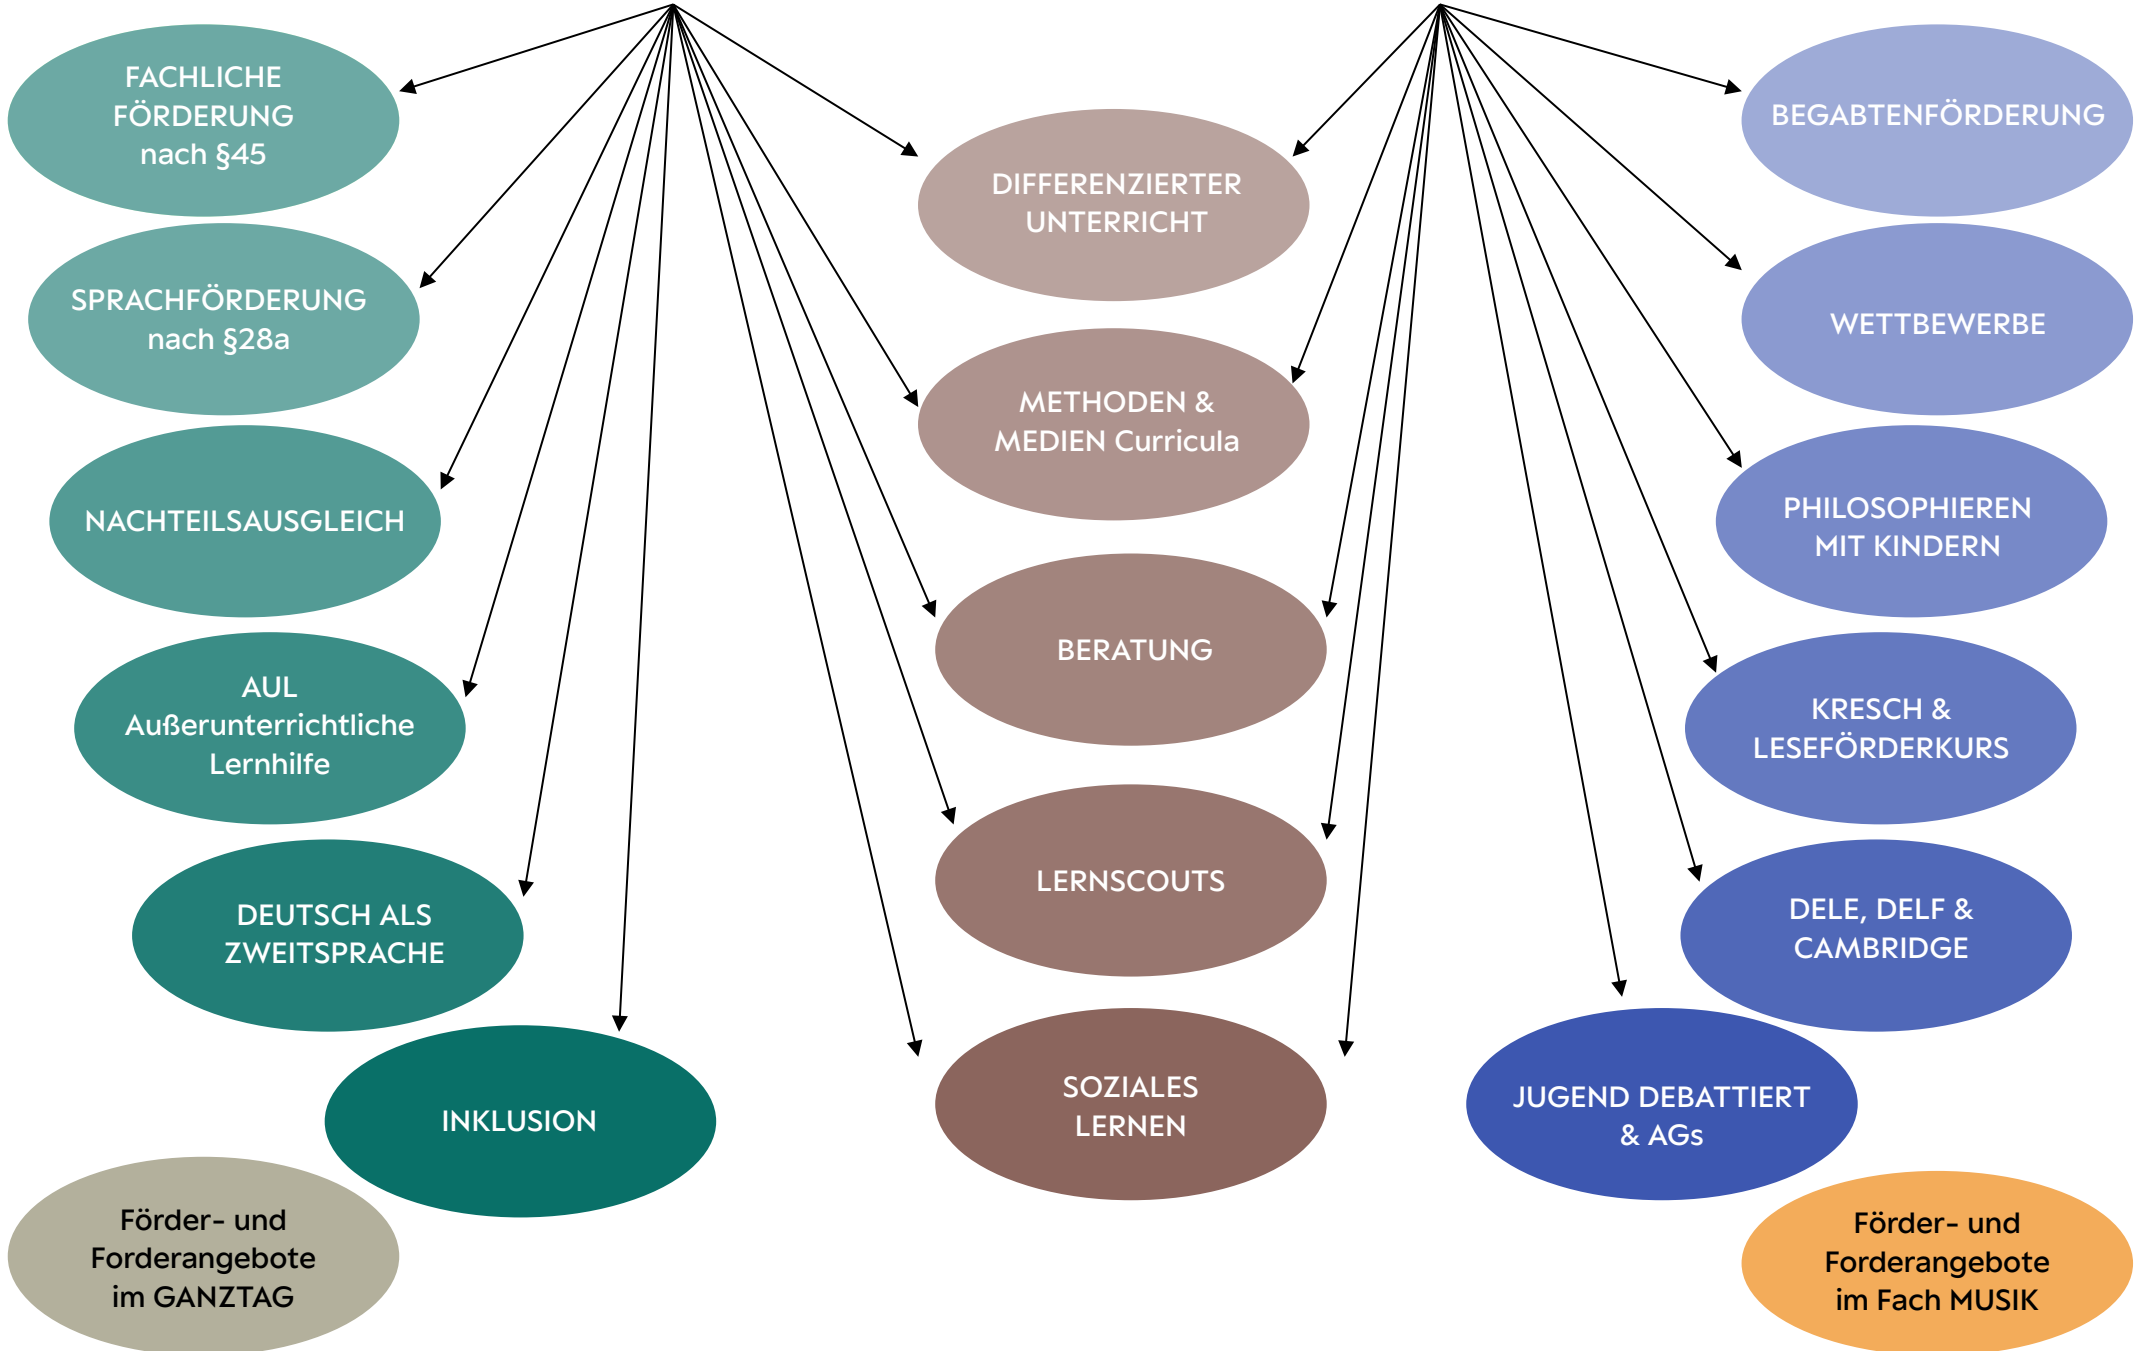 FACHLICHE
FÖRDERUNG
nach §45
SPRACHFÖRDERUNG
nach §28a
NACHTEILSAUSGLEICH
AUL
Außerunterrichtliche
Lernhilfe
DEUTSCH ALS
ZWEITSPRACHE
INKLUSION
Förder- und
Forderangebote
im GANZTAG
DIFFERENZIERTER
UNTERRICHT
METHODEN &
MEDIEN Curricula
BERATUNG
LERNSCOUTS
SOZIALES
LERNEN
BEGABTENFÖRDERUNG
WETTBEWERBE
PHILOSOPHIEREN
MIT KINDERN
KRESCH &
LESEFÖRDERKURS
DELE, DELF &
CAMBRIDGE
JUGEND DEBATTIERT
& AGs
Förder- und
Forderangebote
im Fach MUSIK